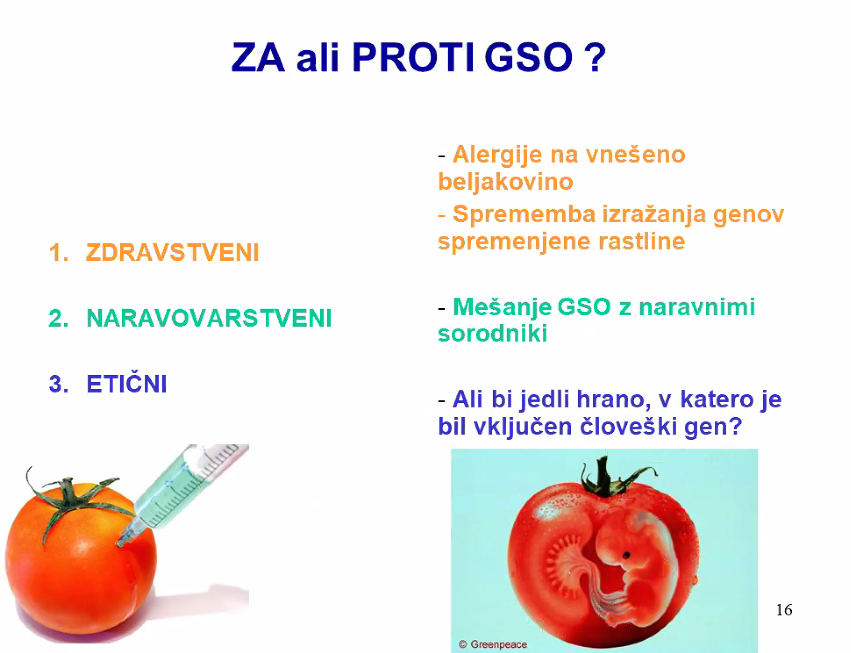 ZA ali PROTI GSO ?
1. ZDRAVSTVENI
2. NARAVOVARSTVENI
3. ETIČNI
- Alergije na vnešeno
beljakovino
- Sprememba izražanja genov
spremenjene rastline
- Mešanje GSO z naravnimi
sorodniki
- Ali bi jedli hrano, v katero je
bil vključen človeški gen?
© Greenpeace
16